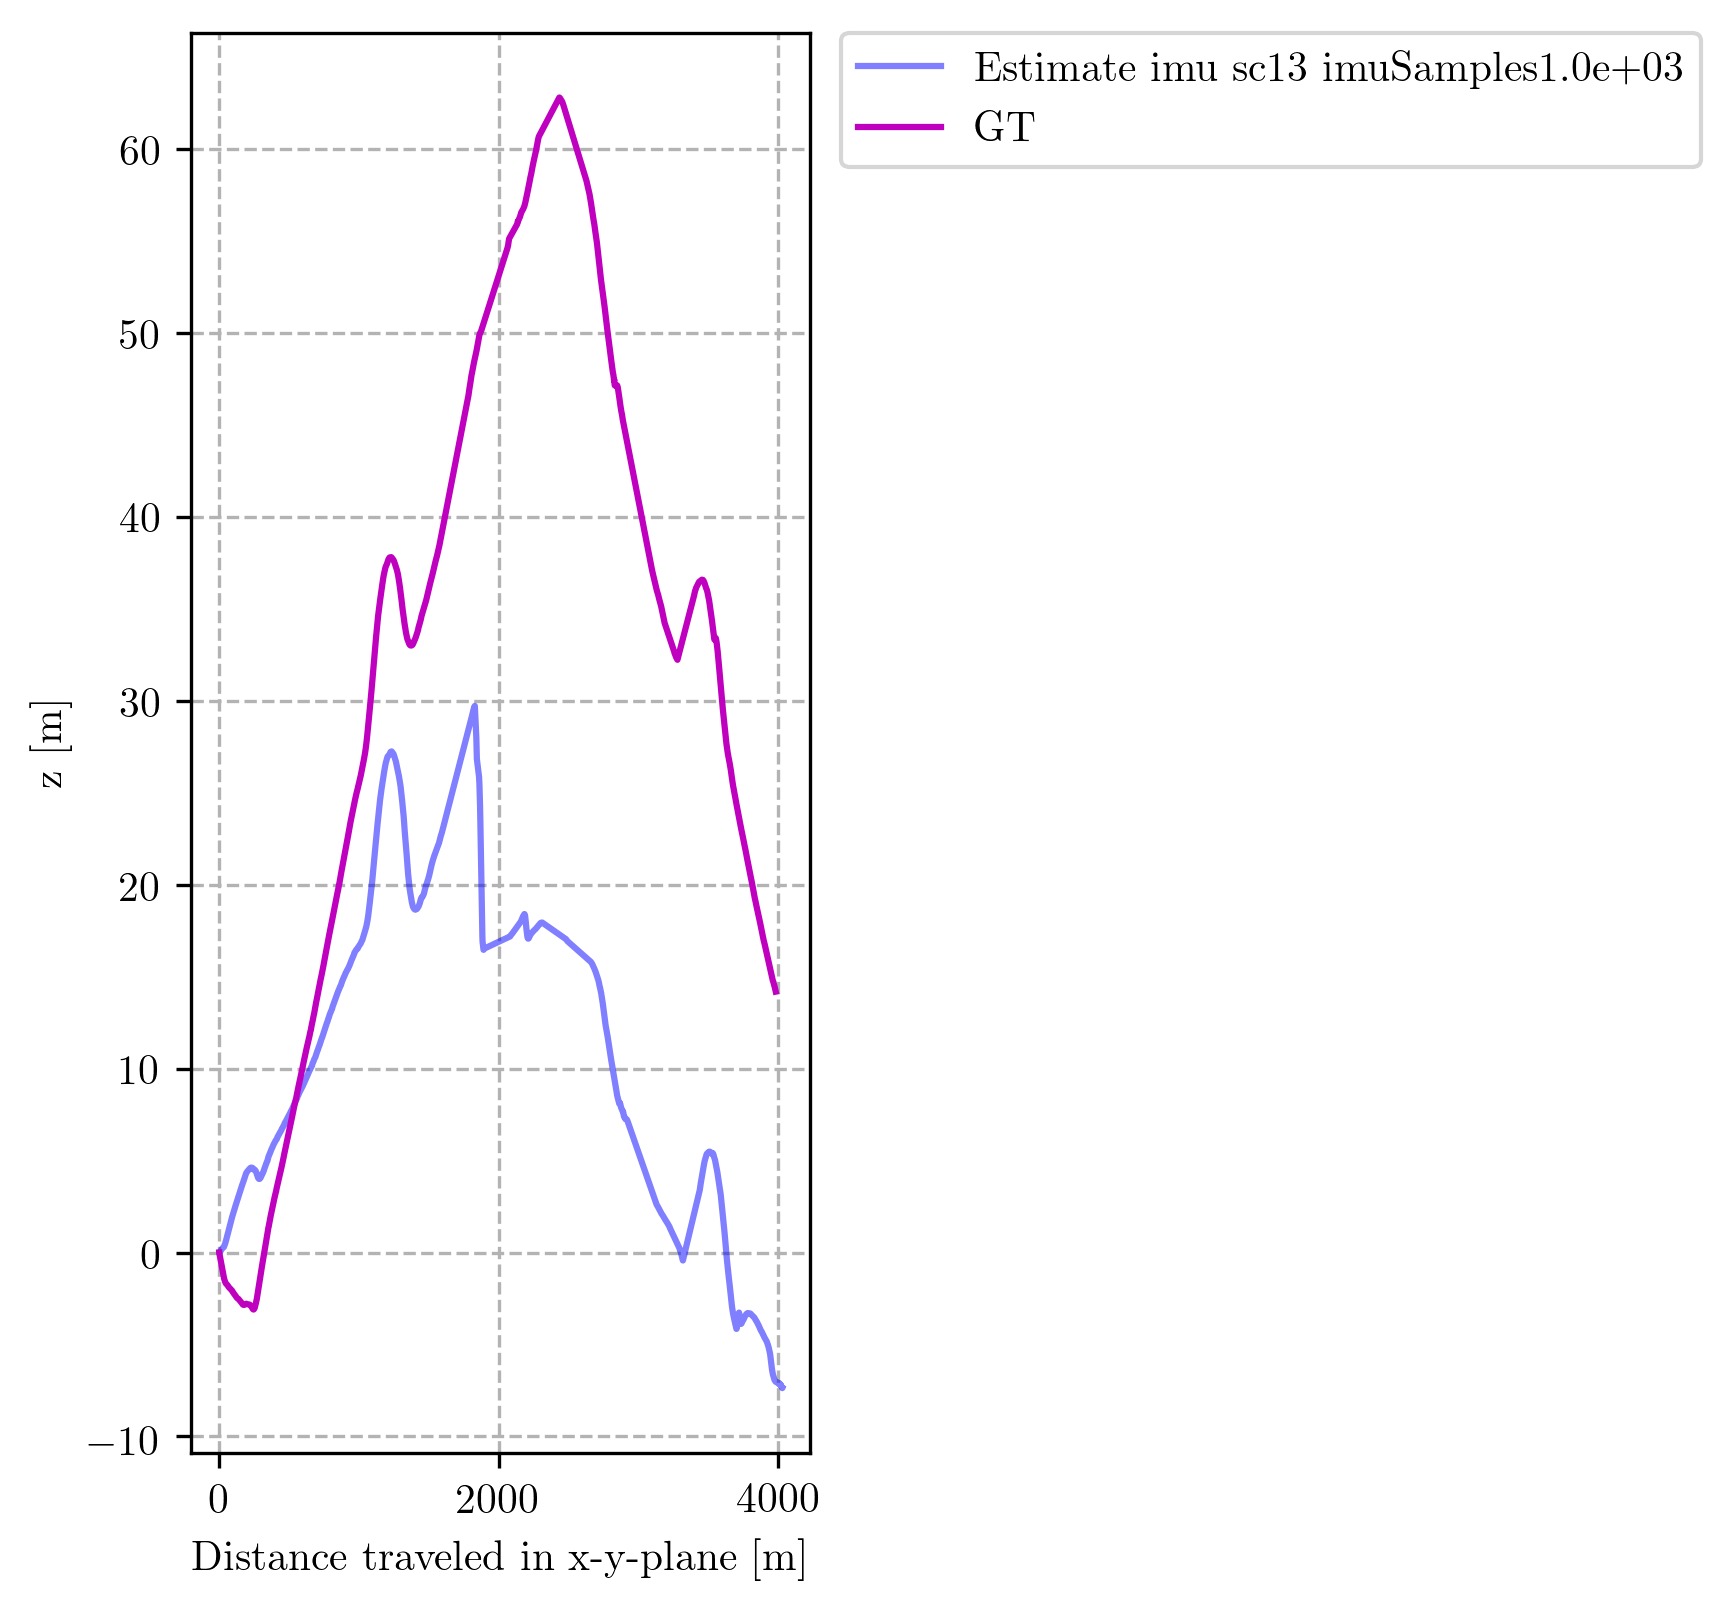 Estimate imu sc13 imuSamples1.0e+03
GT
60
50
40
30
20
10
0
−10
z [m]
0 2000 4000
Distance traveled in x-y-plane [m]